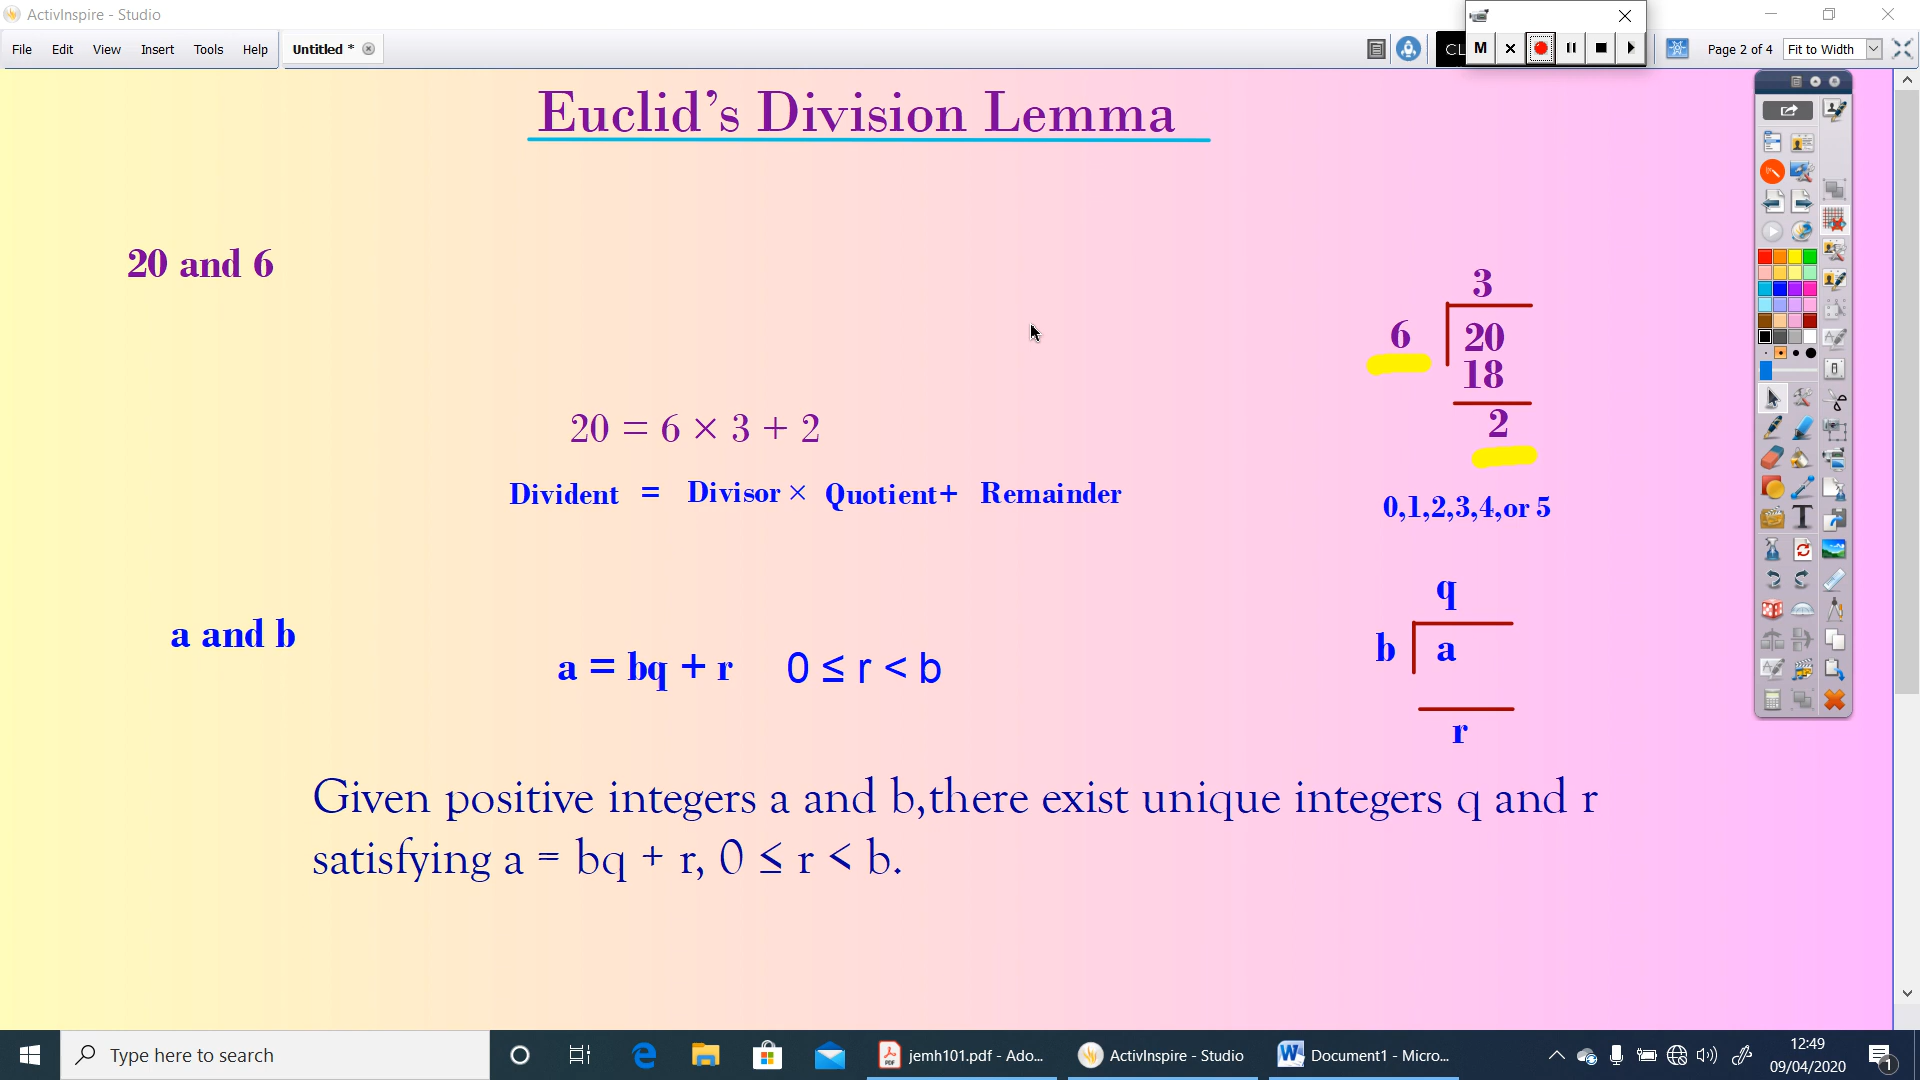 ActivInspire - Studio
File Edit View Insert Tools Help Untitled * CL M Page 2 of 4 Fit to Width
Euclid's Division Lemma
20 and 6
3
6 20
18
2
20 = 6 × 3 + 2
Divident = Divisor × Quotient+ Remainder
0,1,2,3,4,or 5
q
a and b
b a
a = bq + r 0 ≤ r < b
r
Given positive integers a and b,there exist unique integers q and r
satisfying a = bq + r, 0 ≤ r < b.
Type here to search
jemh101.pdf - Ado...
ActivInspire - Studio
Document1 - Micro...
12:49
09/04/2020
1